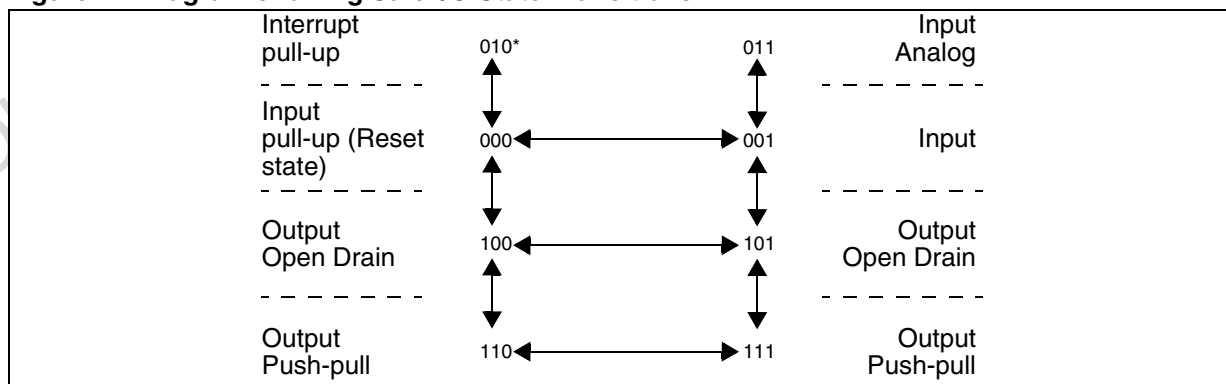 Interrupt
pull-up
010*
011
Input
Analog
Input
pull-up (Reset
state)
000
001
Input
Output
Open Drain
100
101
Output
Open Drain
Output
Push-pull
110
111
Output
Push-pull